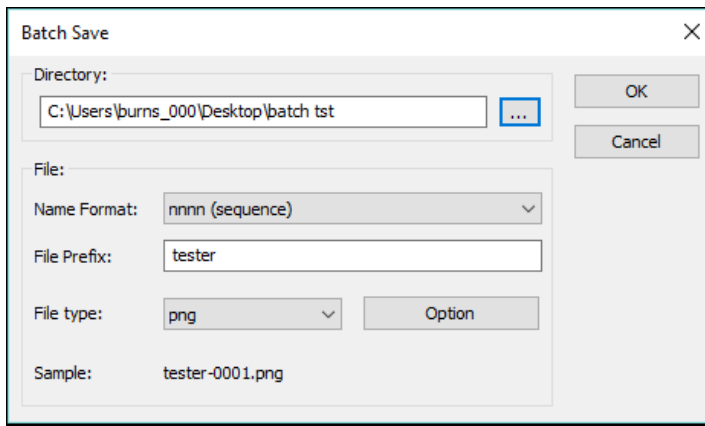 Batch Save
Directory:
C:\Users\burns_000\Desktop\batch tst
...
OK
Cancel
File:
Name Format: nnnn (sequence)
File Prefix: tester
File type: png Option
Sample: tester-0001.png